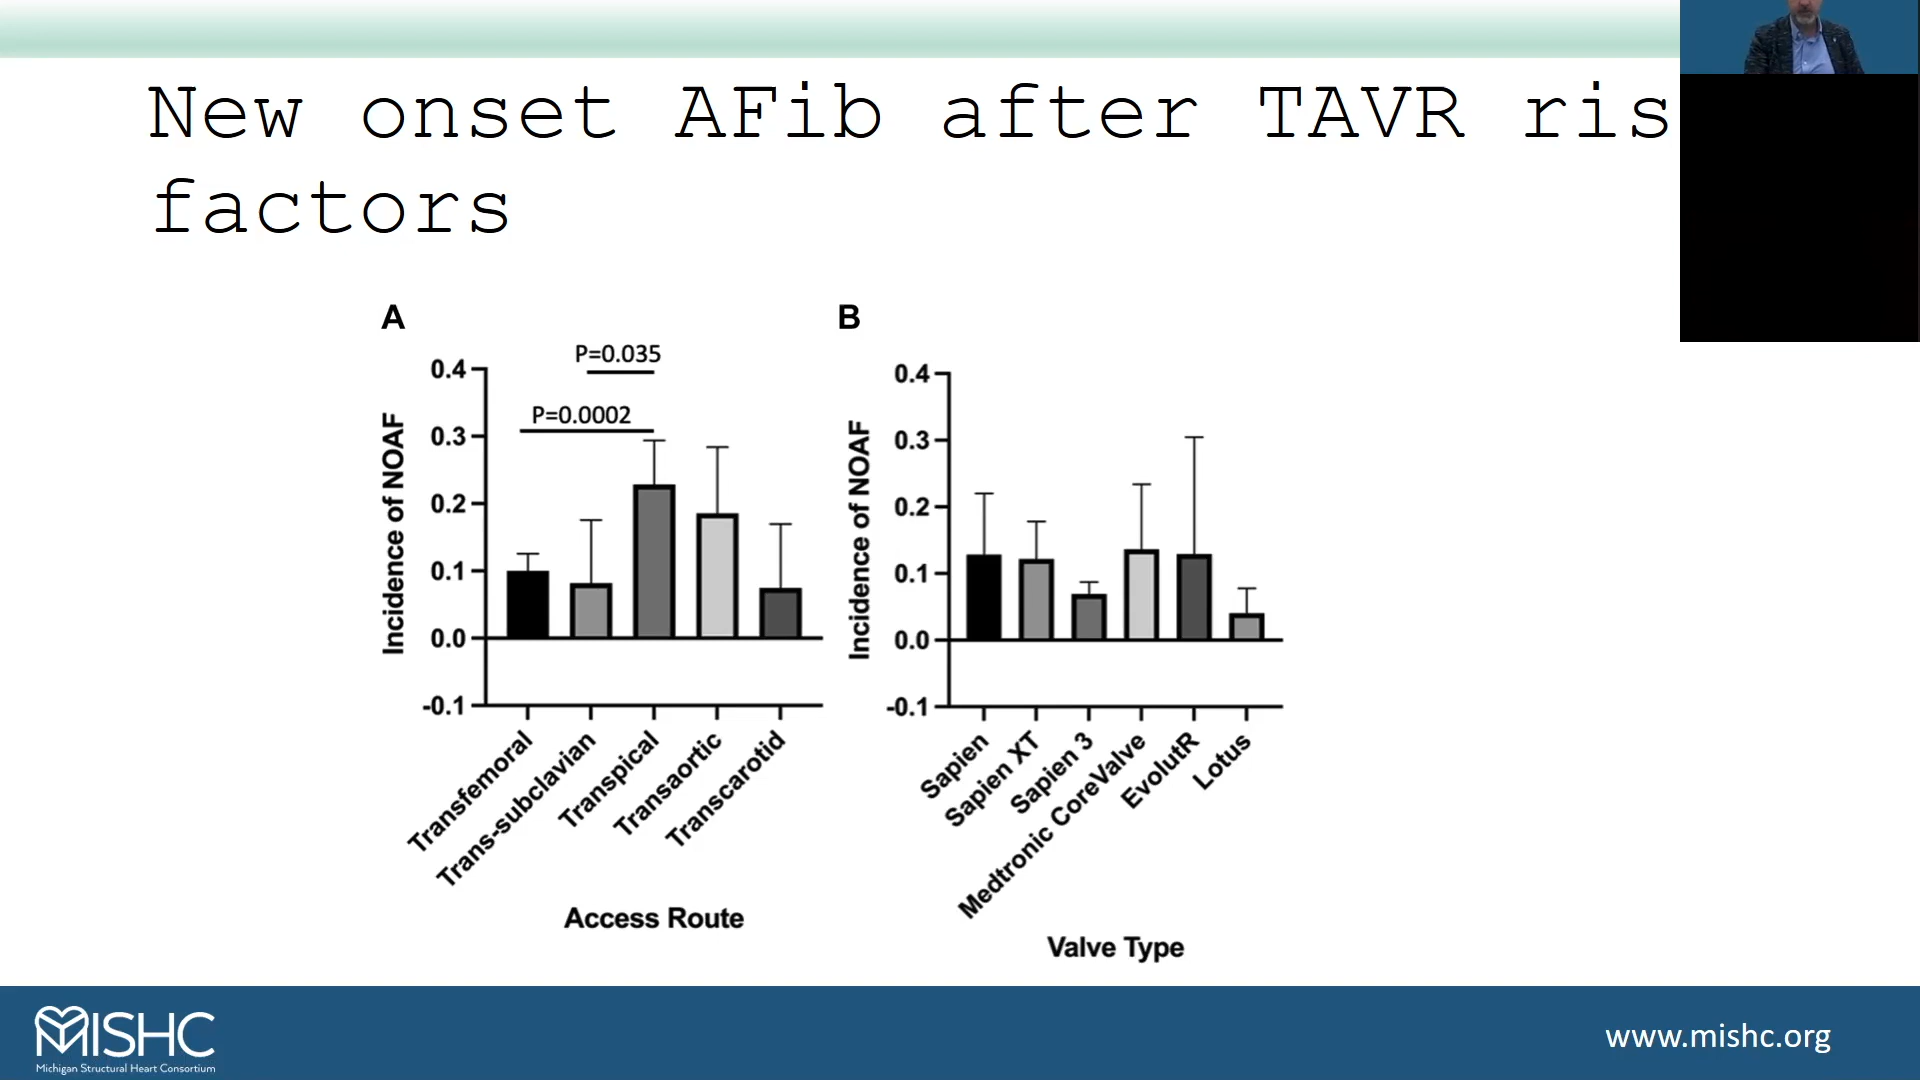 New onset AFib after TAVR ris
factors
A
P=0.035
P=0.0002
0.4
0.3
0.2
0.1
0.0
-0.1
Incidence of NOAF
Transfemoral
Trans-subclavian
Transpical
Transaortic
Transcarotid
Access Route
B
0.4
0.3
0.2
0.1
0.0
-0.1
Incidence of NOAF
Sapien
Sapien XT
Sapien 3
Medtronic CoreValve
EvolutR
Lotus
Valve Type
MISHC
Michigan Structural Heart Consortium
www.mishc.org